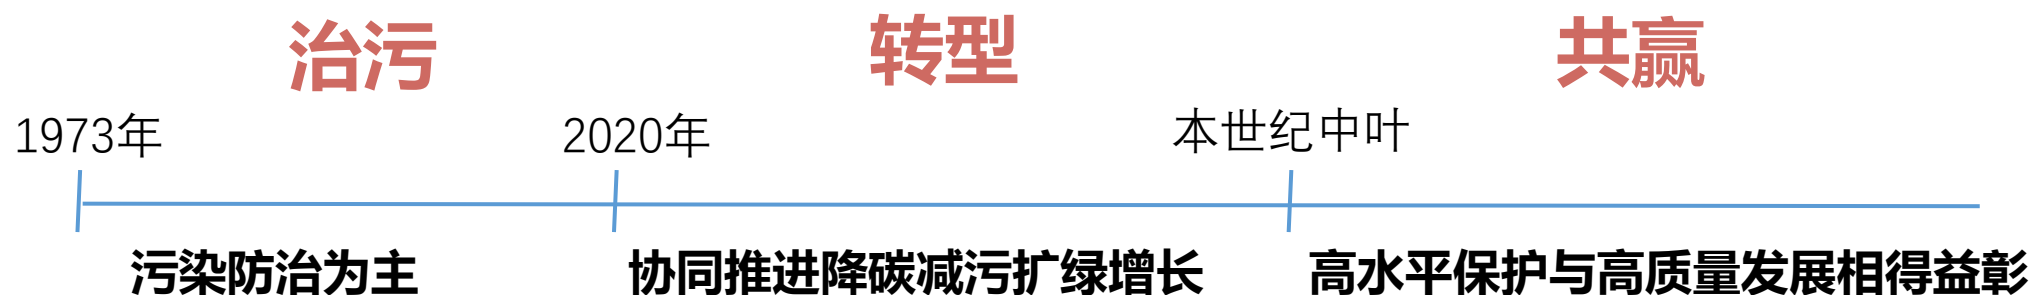 治污 转型 共赢
1973年 2020年 本世纪中叶
污染防治为主 协同推进降碳减污扩绿增长 高水平保护与高质量发展相得益彰